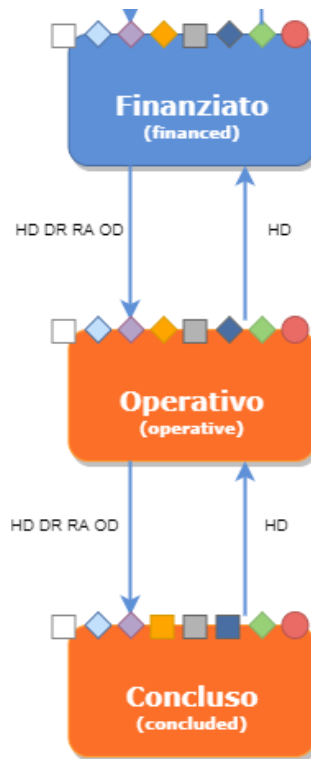 Finanziato
(financed)
HD DR RA OD
HD
Operativo
(operative)
HD DR RA OD
HD
Concluso
(concluded)